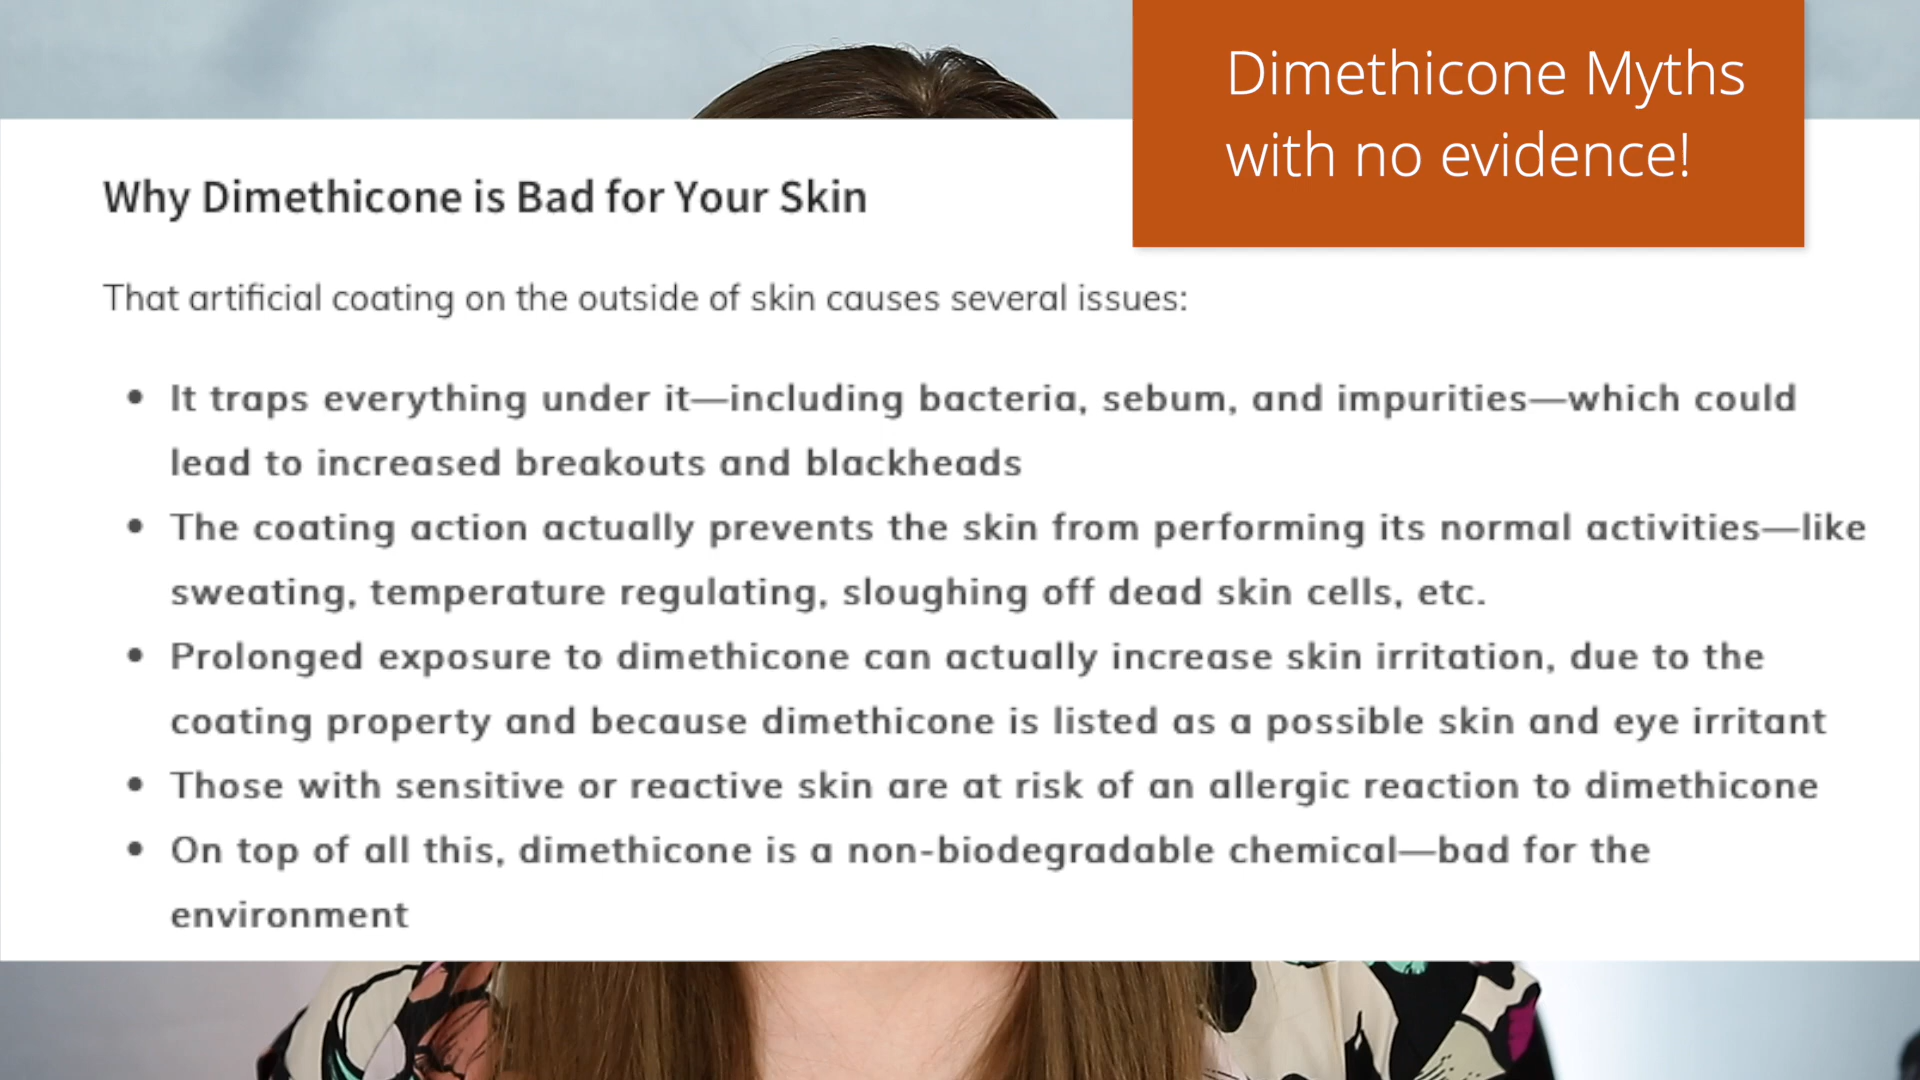 Dimethicone Myths
with no evidence!
Why Dimethicone is Bad for Your Skin
That artificial coating on the outside of skin causes several issues:
• It traps everything under it—including bacteria, sebum, and impurities—which could
lead to increased breakouts and blackheads
• The coating action actually prevents the skin from performing its normal activities—like
sweating, temperature regulating, sloughing off dead skin cells, etc.
• Prolonged exposure to dimethicone can actually increase skin irritation, due to the
coating property and because dimethicone is listed as a possible skin and eye irritant
• Those with sensitive or reactive skin are at risk of an allergic reaction to dimethicone
• On top of all this, dimethicone is a non-biodegradable chemical—bad for the
environment